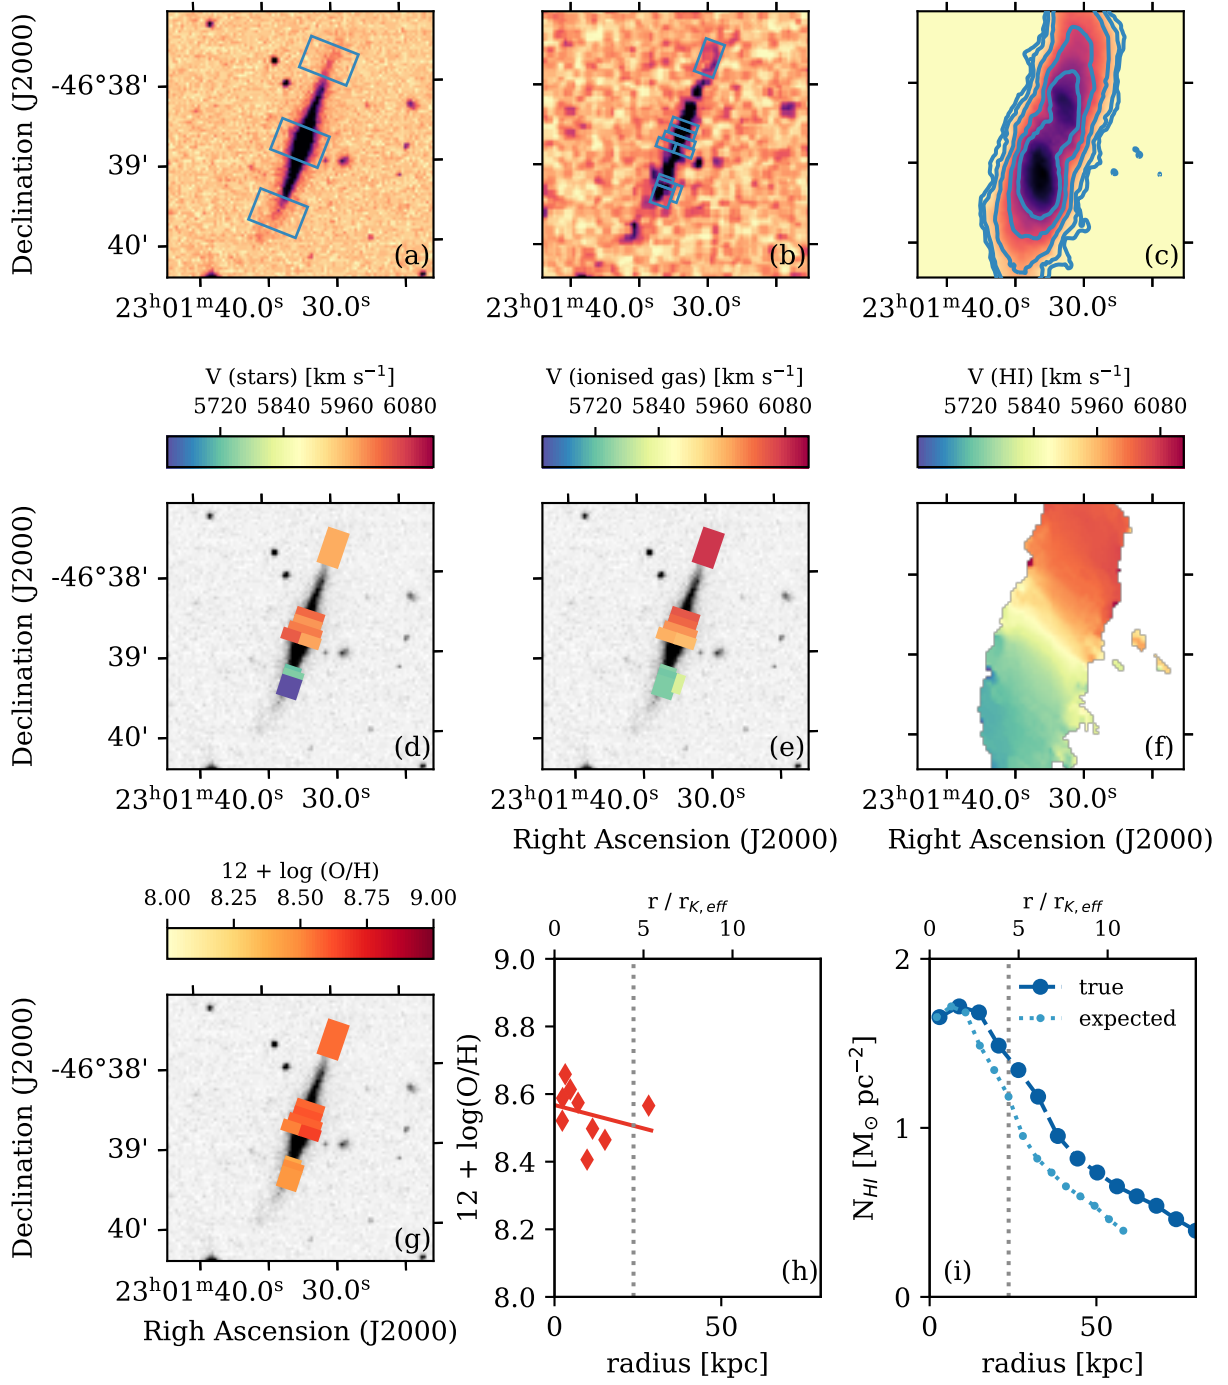 Declination (J2000)
-46°38'
39'
40'
(a)
(b)
(c)
23ʰ01ᵐ40.0ˢ 30.0ˢ
23ʰ01ᵐ40.0ˢ 30.0ˢ
23ʰ01ᵐ40.0ˢ 30.0ˢ
V (stars) [km s⁻¹]
5720 5840 5960 6080
V (ionised gas) [km s⁻¹]
5720 5840 5960 6080
V (HI) [km s⁻¹]
5720 5840 5960 6080
Declination (J2000)
-46°38'
39'
40'
(d)
(e)
(f)
23ʰ01ᵐ40.0ˢ 30.0ˢ
23ʰ01ᵐ40.0ˢ 30.0ˢ
23ʰ01ᵐ40.0ˢ 30.0ˢ
Right Ascension (J2000)
Right Ascension (J2000)
12 + log (O/H)
8.00 8.25 8.50 8.75 9.00
Declination (J2000)
-46°38'
39'
40'
(g)
23ʰ01ᵐ40.0ˢ 30.0ˢ
Righ Ascension (J2000)
r / r_{K,eff}
0 5 10
12 + log(O/H)
9.0
8.8
8.6
8.4
8.2
8.0
(h)
0 50
radius [kpc]
r / r_{K,eff}
0 5 10
N_{HI} [M_⊙ pc⁻²]
2
1
0
true
expected
(i)
0 50
radius [kpc]